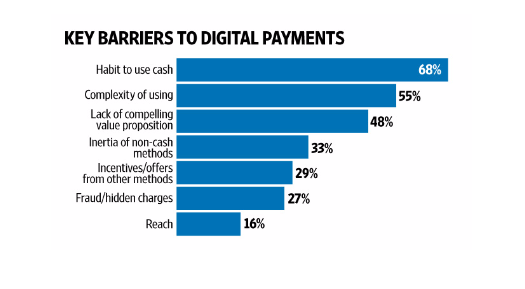 KEY BARRIERS TO DIGITAL PAYMENTS
Habit to use cash 68%
Complexity of using 55%
Lack of compelling
value proposition 48%
Inertia of non-cash
methods 33%
Incentives/offers
from other methods 29%
Fraud/hidden charges 27%
Reach 16%